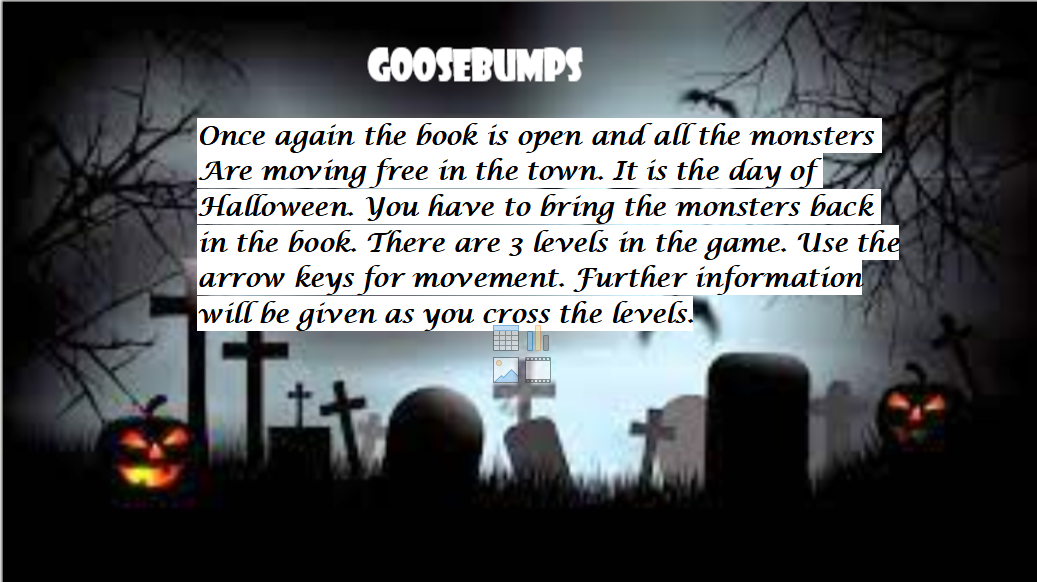 GOOSEBUMPS
Once again the book is open and all the monsters
Are moving free in the town. It is the day of
Halloween. You have to bring the monsters back
in the book. There are 3 levels in the game. Use the
arrow keys for movement. Further information
will be given as you cross the levels.